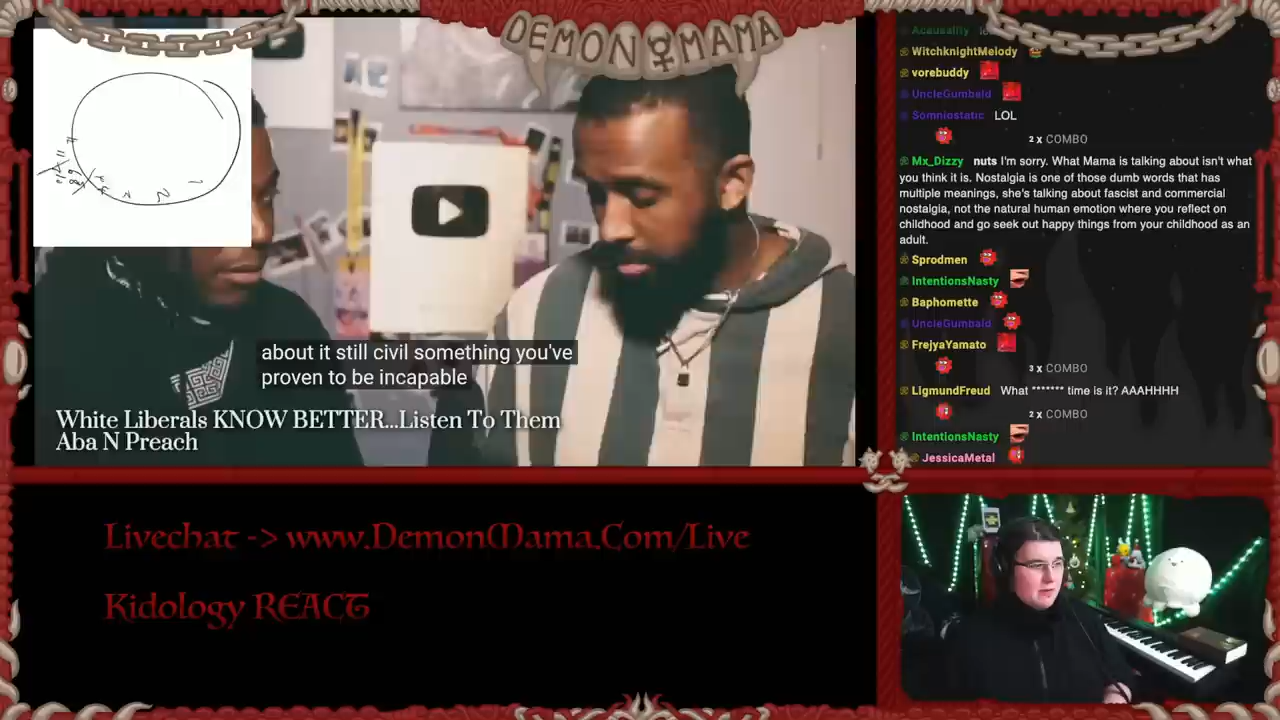 DEMON MAMA
about it still civil something you've
proven to be incapable
White Liberals KNOW BETTER...Listen To Them
Aba N Preach
Livechat -> www.DemonMama.Com/Live
Kidology REACT
Acausality
WitchknightMelody
vorebuddy
UncleGumbald
Somniostatic LOL
2 x COMBO
Mx_Dizzy nuts I'm sorry. What Mama is talking about isn't what
you think it is. Nostalgia is one of those dumb words that has
multiple meanings, she's talking about fascist and commercial
nostalgia, not the natural human emotion where you reflect on
childhood and go seek out happy things from your childhood as an
adult.
Sprodmen
IntentionsNasty
Baphomette
UncleGumbald
FrejyaYamato
3 x COMBO
LigmundFreud What ******* time is it? AAAHHHH
2 x COMBO
IntentionsNasty
JessicaMetal